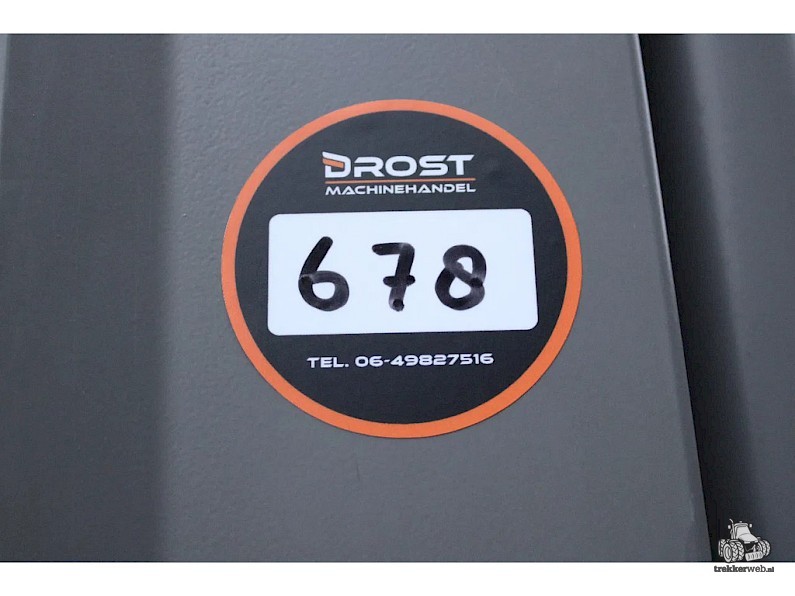 DROST
MACHINEHANDEL
678
TEL. 06-49827516
trekkerweb.nl